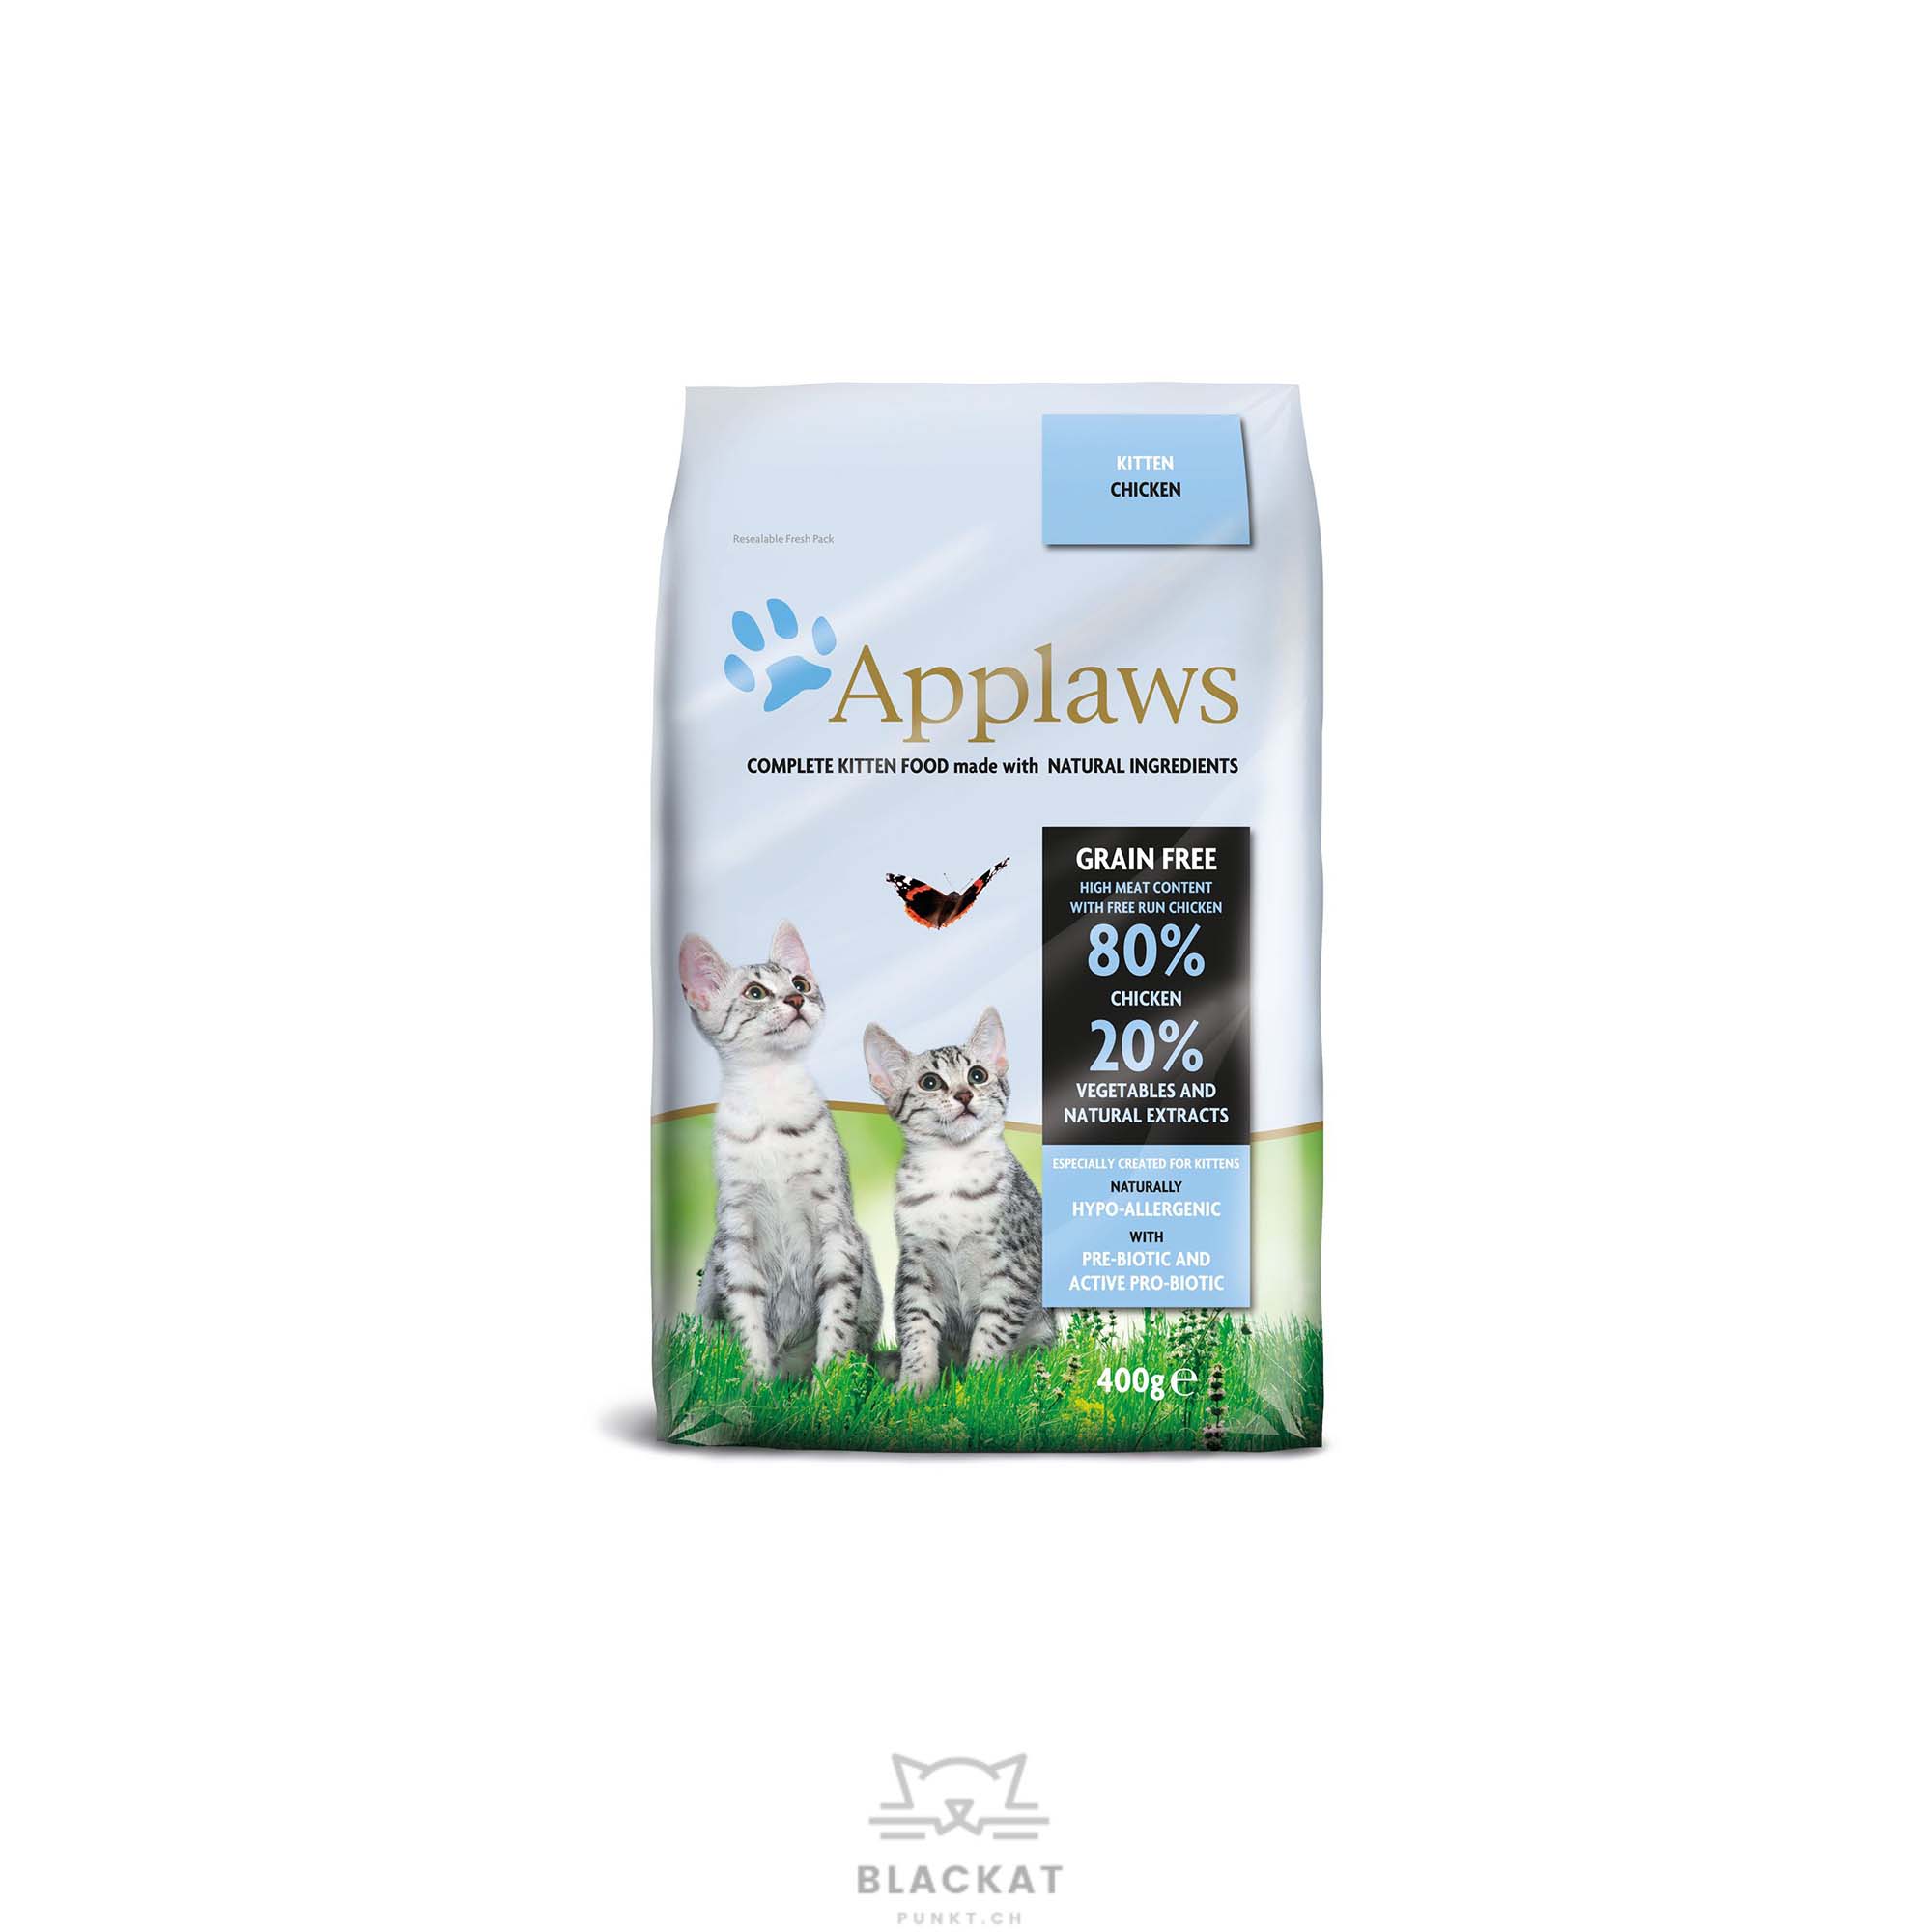 KITTEN
CHICKEN
Resealable Fresh Pack
Applaws
COMPLETE KITTEN FOOD made with NATURAL INGREDIENTS
GRAIN FREE
HIGH MEAT CONTENT
WITH FREE RUN CHICKEN
80%
CHICKEN
20%
VEGETABLES AND
NATURAL EXTRACTS
ESPECIALLY CREATED FOR KITTENS
NATURALLY
HYPO-ALLERGENIC
WITH
PRE-BIOTIC AND
ACTIVE PRO-BIOTIC
400g ℮
BLACKAT
PUNKT.CH